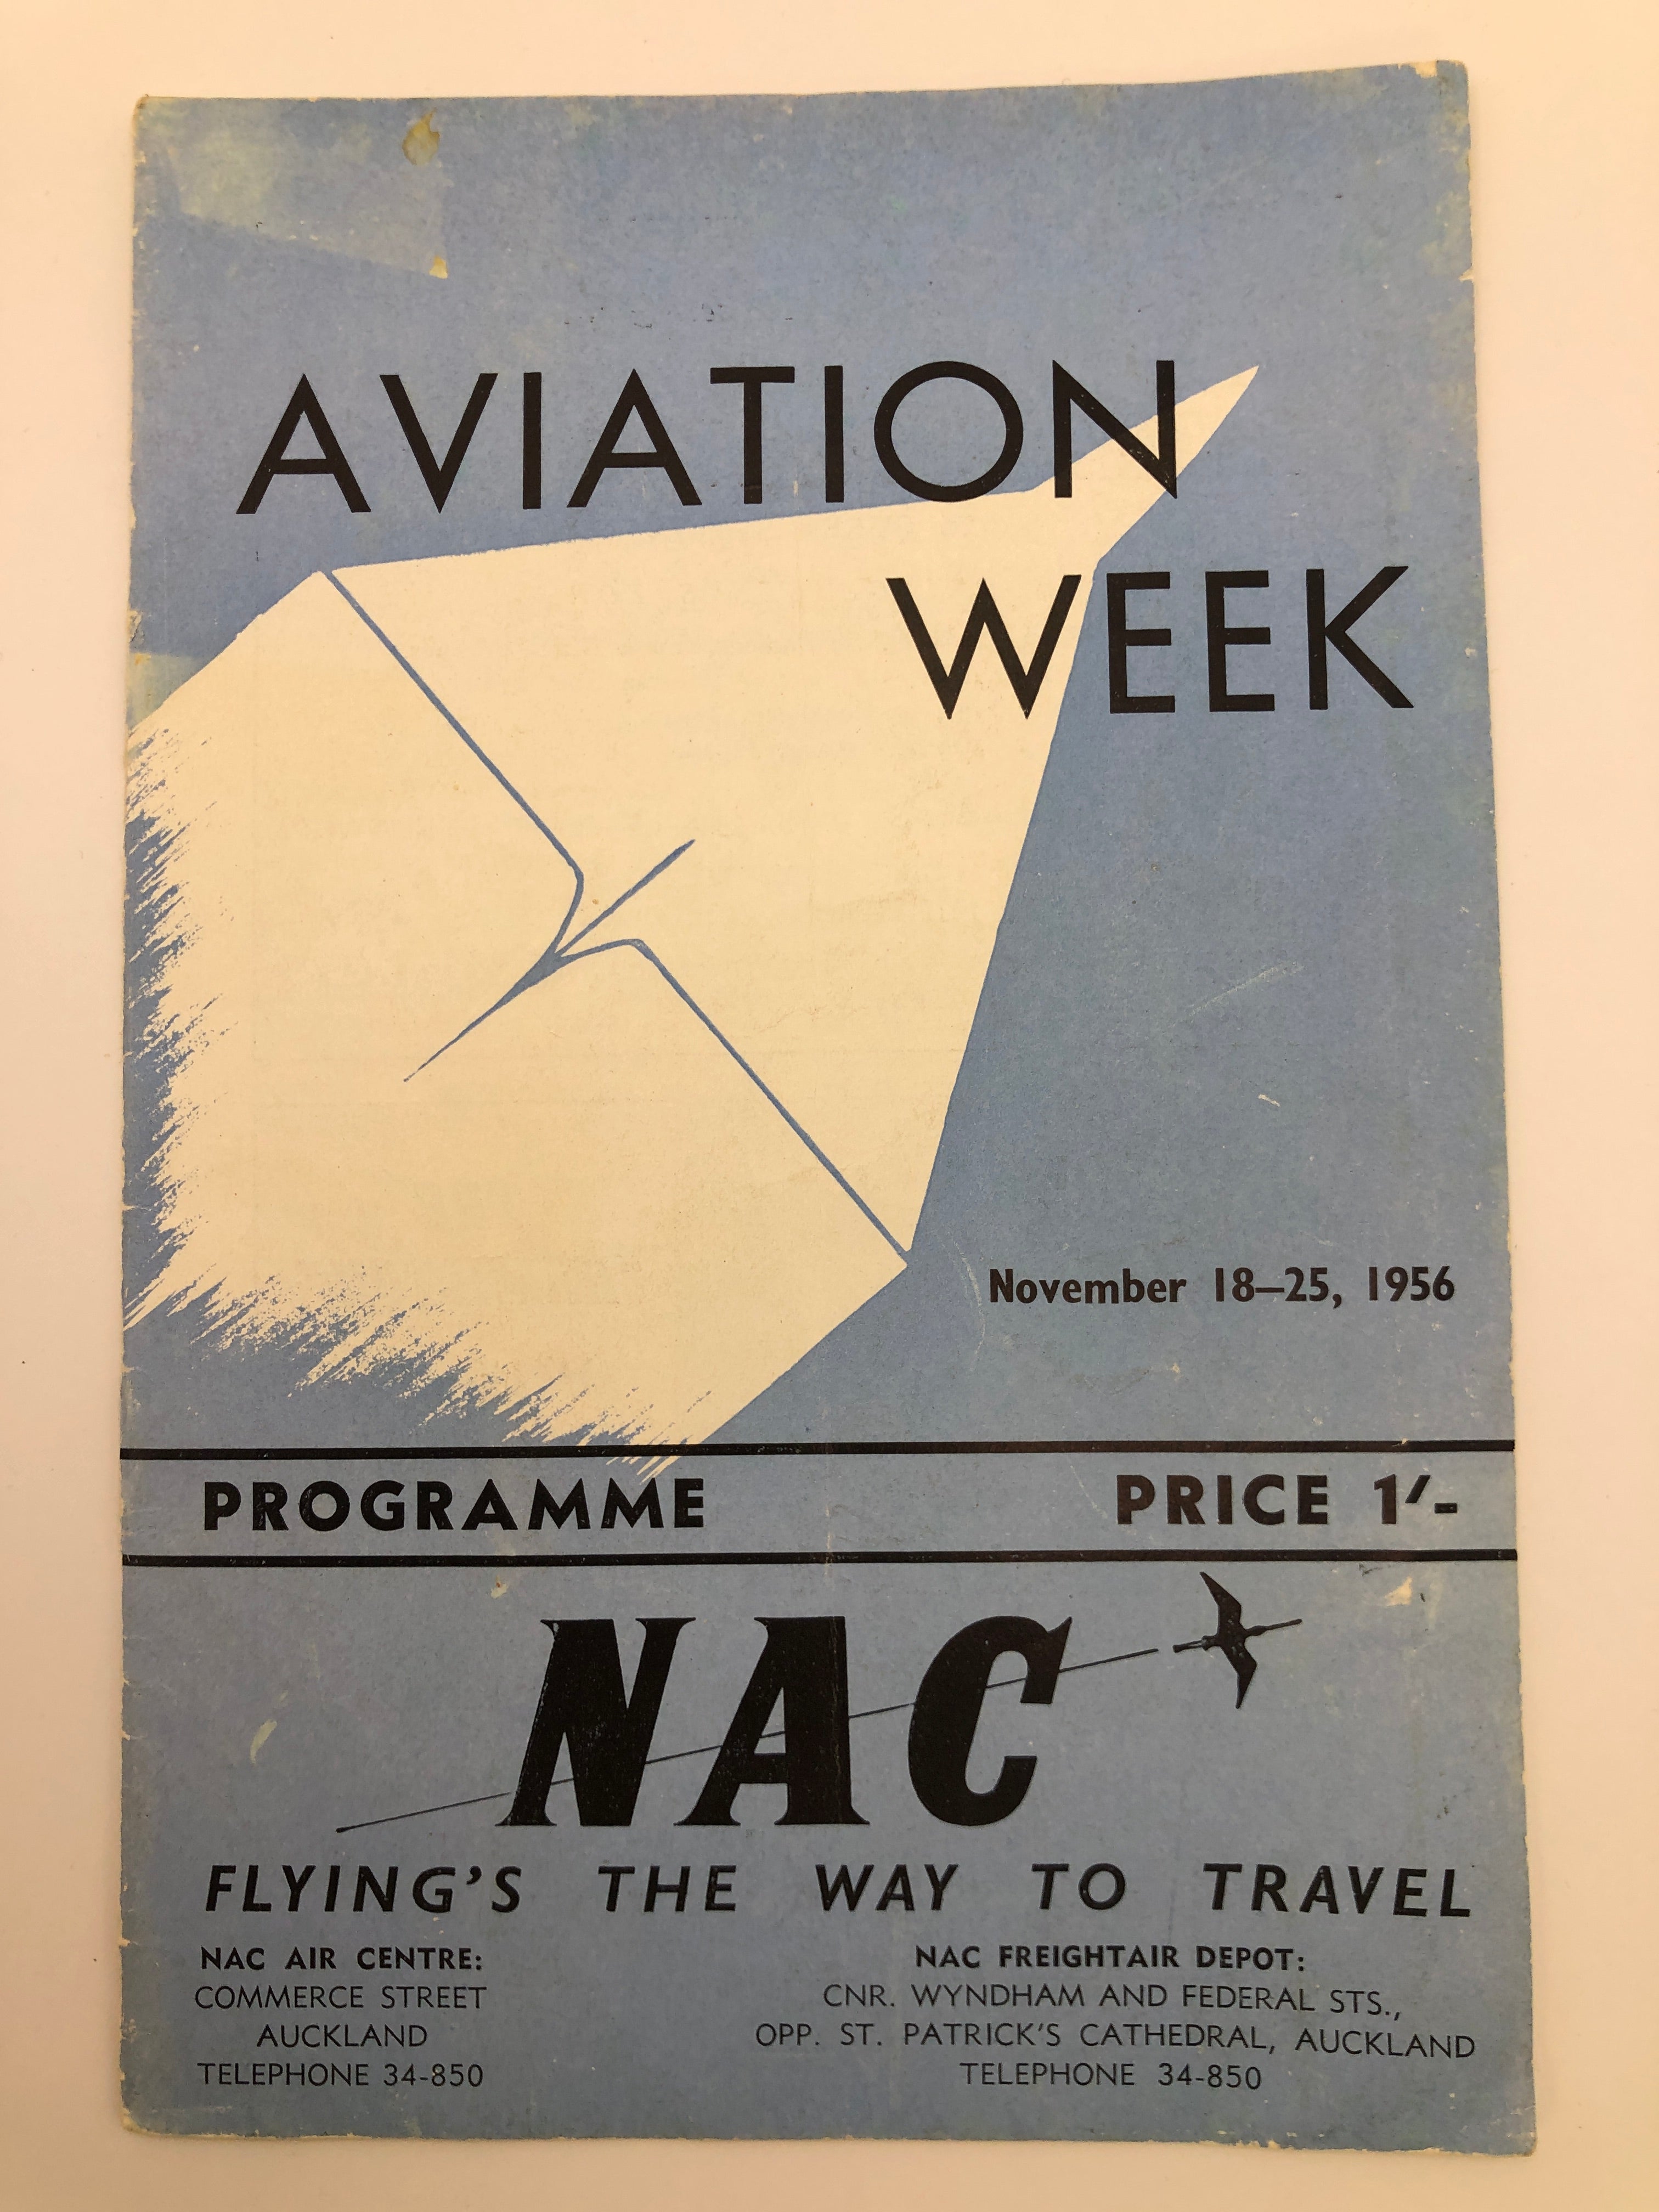 AVIATION
WEEK
November 18–25, 1956
PROGRAMME PRICE 1/-
NAC
FLYING'S THE WAY TO TRAVEL
NAC AIR CENTRE:
COMMERCE STREET
AUCKLAND
TELEPHONE 34-850
NAC FREIGHTAIR DEPOT:
CNR. WYNDHAM AND FEDERAL STS.,
OPP. ST. PATRICK'S CATHEDRAL, AUCKLAND
TELEPHONE 34-850